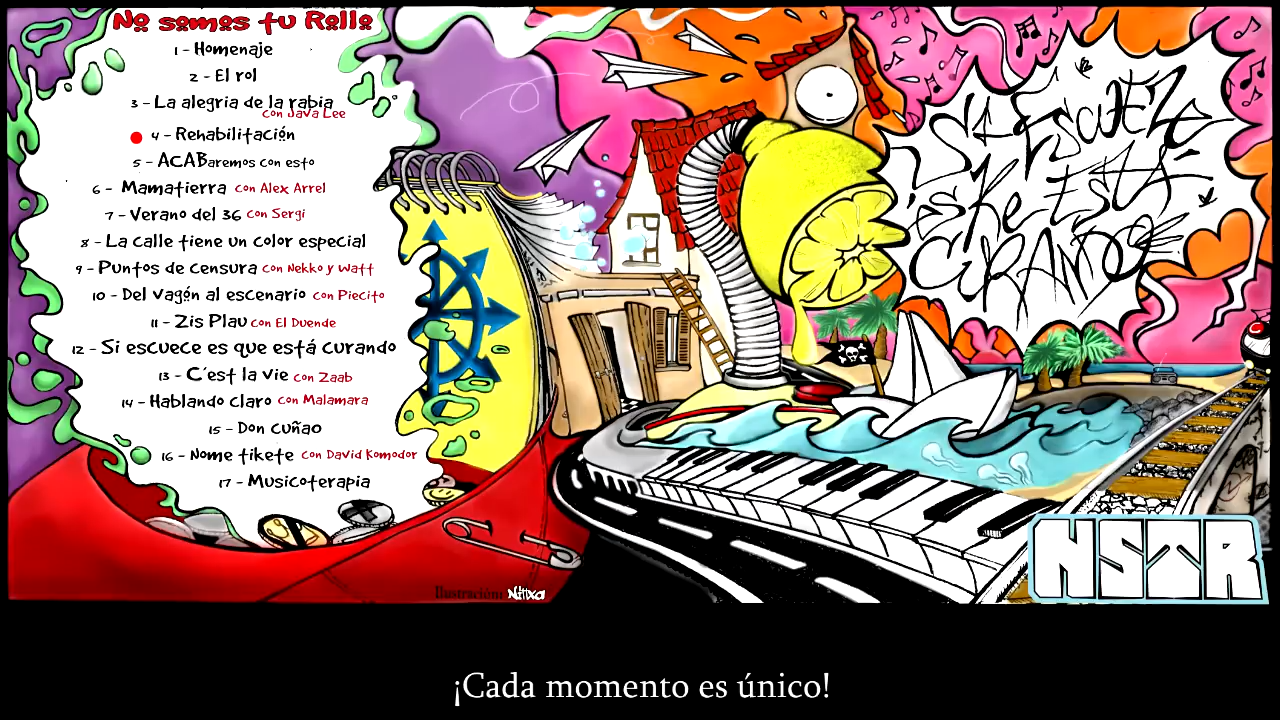 No somos tu Rollo
1 - Homenaje
2 - El rol
3 - La alegria de la rabia
con Java Lee
4 - Rehabilitación
5 - ACABaremos con esto
6 - Mamatierra con Alex Arrel
7 - Verano del 36 con Sergi
8 - La calle tiene un color especial
9 - Puntos de censura con Nekko y Watt
10 - Del vagón al escenario con Piecito
11 - Zis Plau con El Duende
12 - Si escuece es que está curando
13 - C'est la vie con Zaab
14 - Hablando claro con Malamara
15 - Don cuñao
16 - Nome tikete con David Komodor
17 - Musicoterapia
SI ESCUEZE
ESKE ESTÁ
CURANDO
NSTR
Ilustración: Nitixo
¡Cada momento es único!